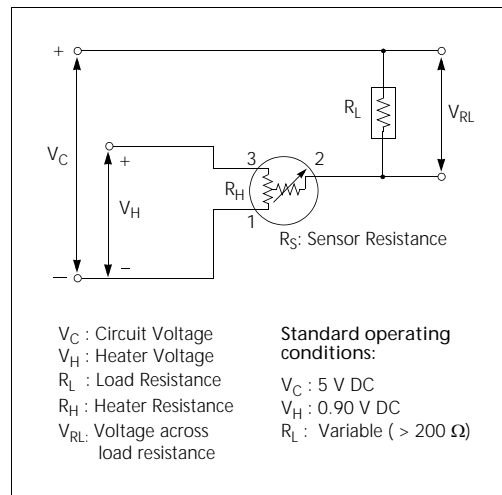 +
R_L
V_RL
V_C
+
3
2
R_H
V_H
1
R_S: Sensor Resistance
−
—
V_C : Circuit Voltage
V_H : Heater Voltage
R_L : Load Resistance
R_H : Heater Resistance
V_RL: Voltage across
load resistance
Standard operating
conditions:
V_C : 5 V DC
V_H : 0.90 V DC
R_L : Variable ( > 200 Ω)